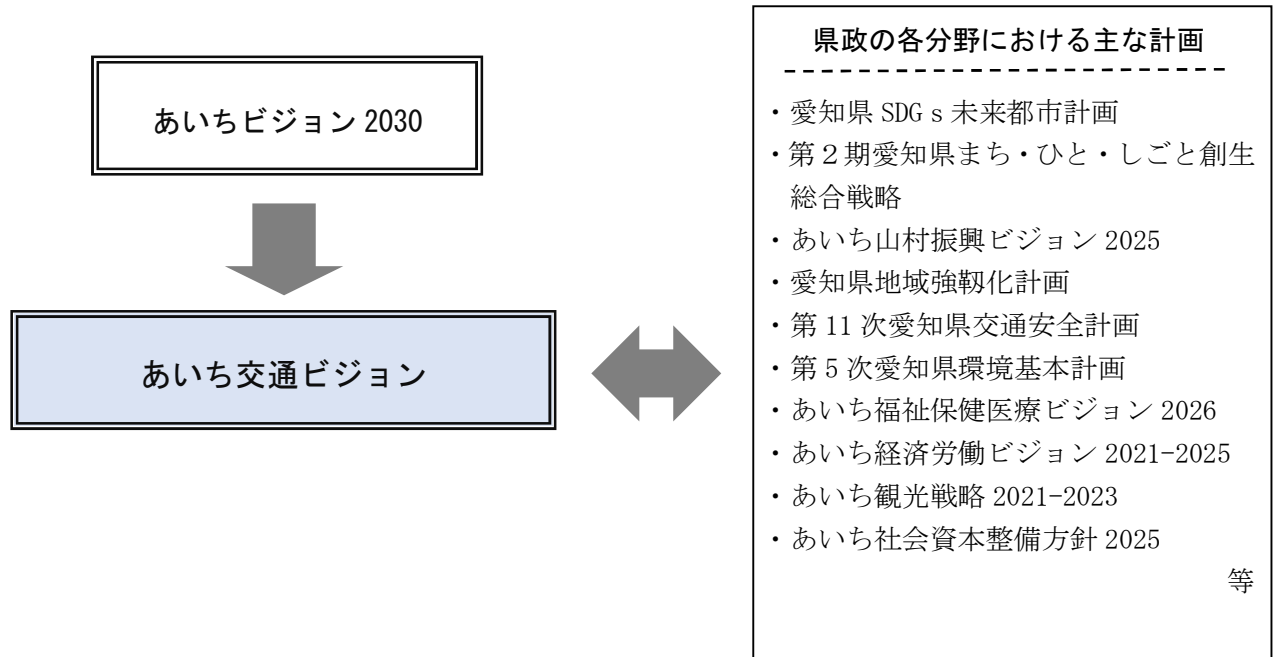 あいちビジョン 2030
あいち交通ビジョン
県政の各分野における主な計画
・愛知県 SDGｓ未来都市計画
・第２期愛知県まち・ひと・しごと創生
総合戦略
・あいち山村振興ビジョン 2025
・愛知県地域強靱化計画
・第 11 次愛知県交通安全計画
・第 5 次愛知県環境基本計画
・あいち福祉保健医療ビジョン 2026
・あいち経済労働ビジョン 2021-2025
・あいち観光戦略 2021-2023
・あいち社会資本整備方針 2025
等